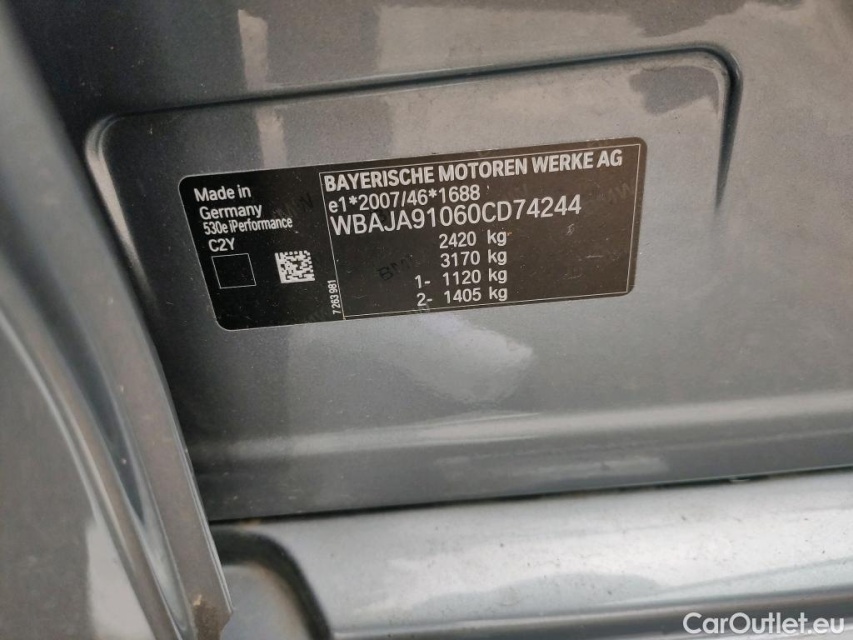 Made in
Germany
530e iPerformance
C2Y
7 263 981
BAYERISCHE MOTOREN WERKE AG
e1*2007/46*1688
WBAJA91060CD74244
2420 kg
3170 kg
1- 1120 kg
2- 1405 kg
CarOutlet.eu